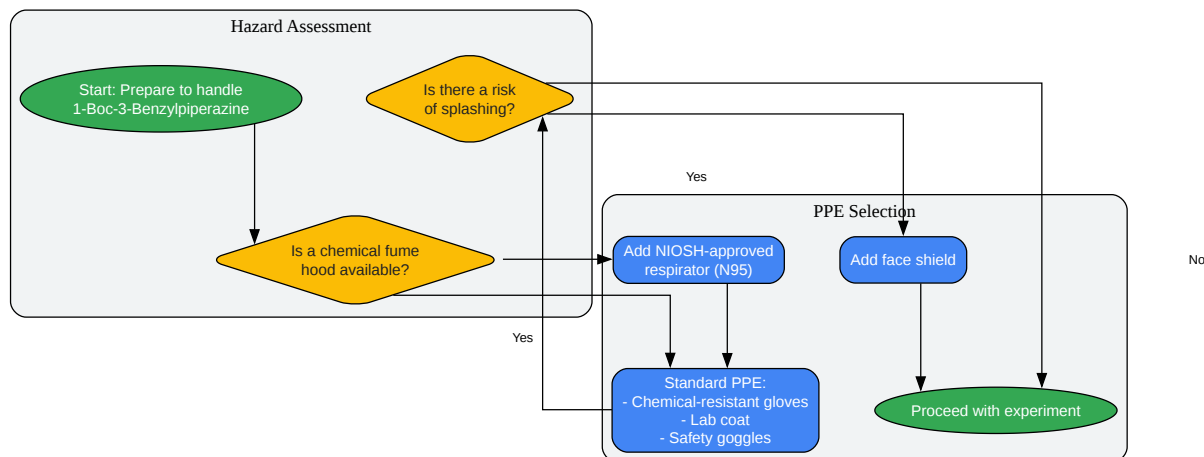 Hazard Assessment
Start: Prepare to handle
1-Boc-3-Benzylpiperazine
Is there a risk
of splashing?
Yes
PPE Selection
Is a chemical fume
hood available?
Add NIOSH-approved
respirator (N95)
Add face shield
No
Yes
Standard PPE:
- Chemical-resistant gloves
- Lab coat
- Safety goggles
Proceed with experiment